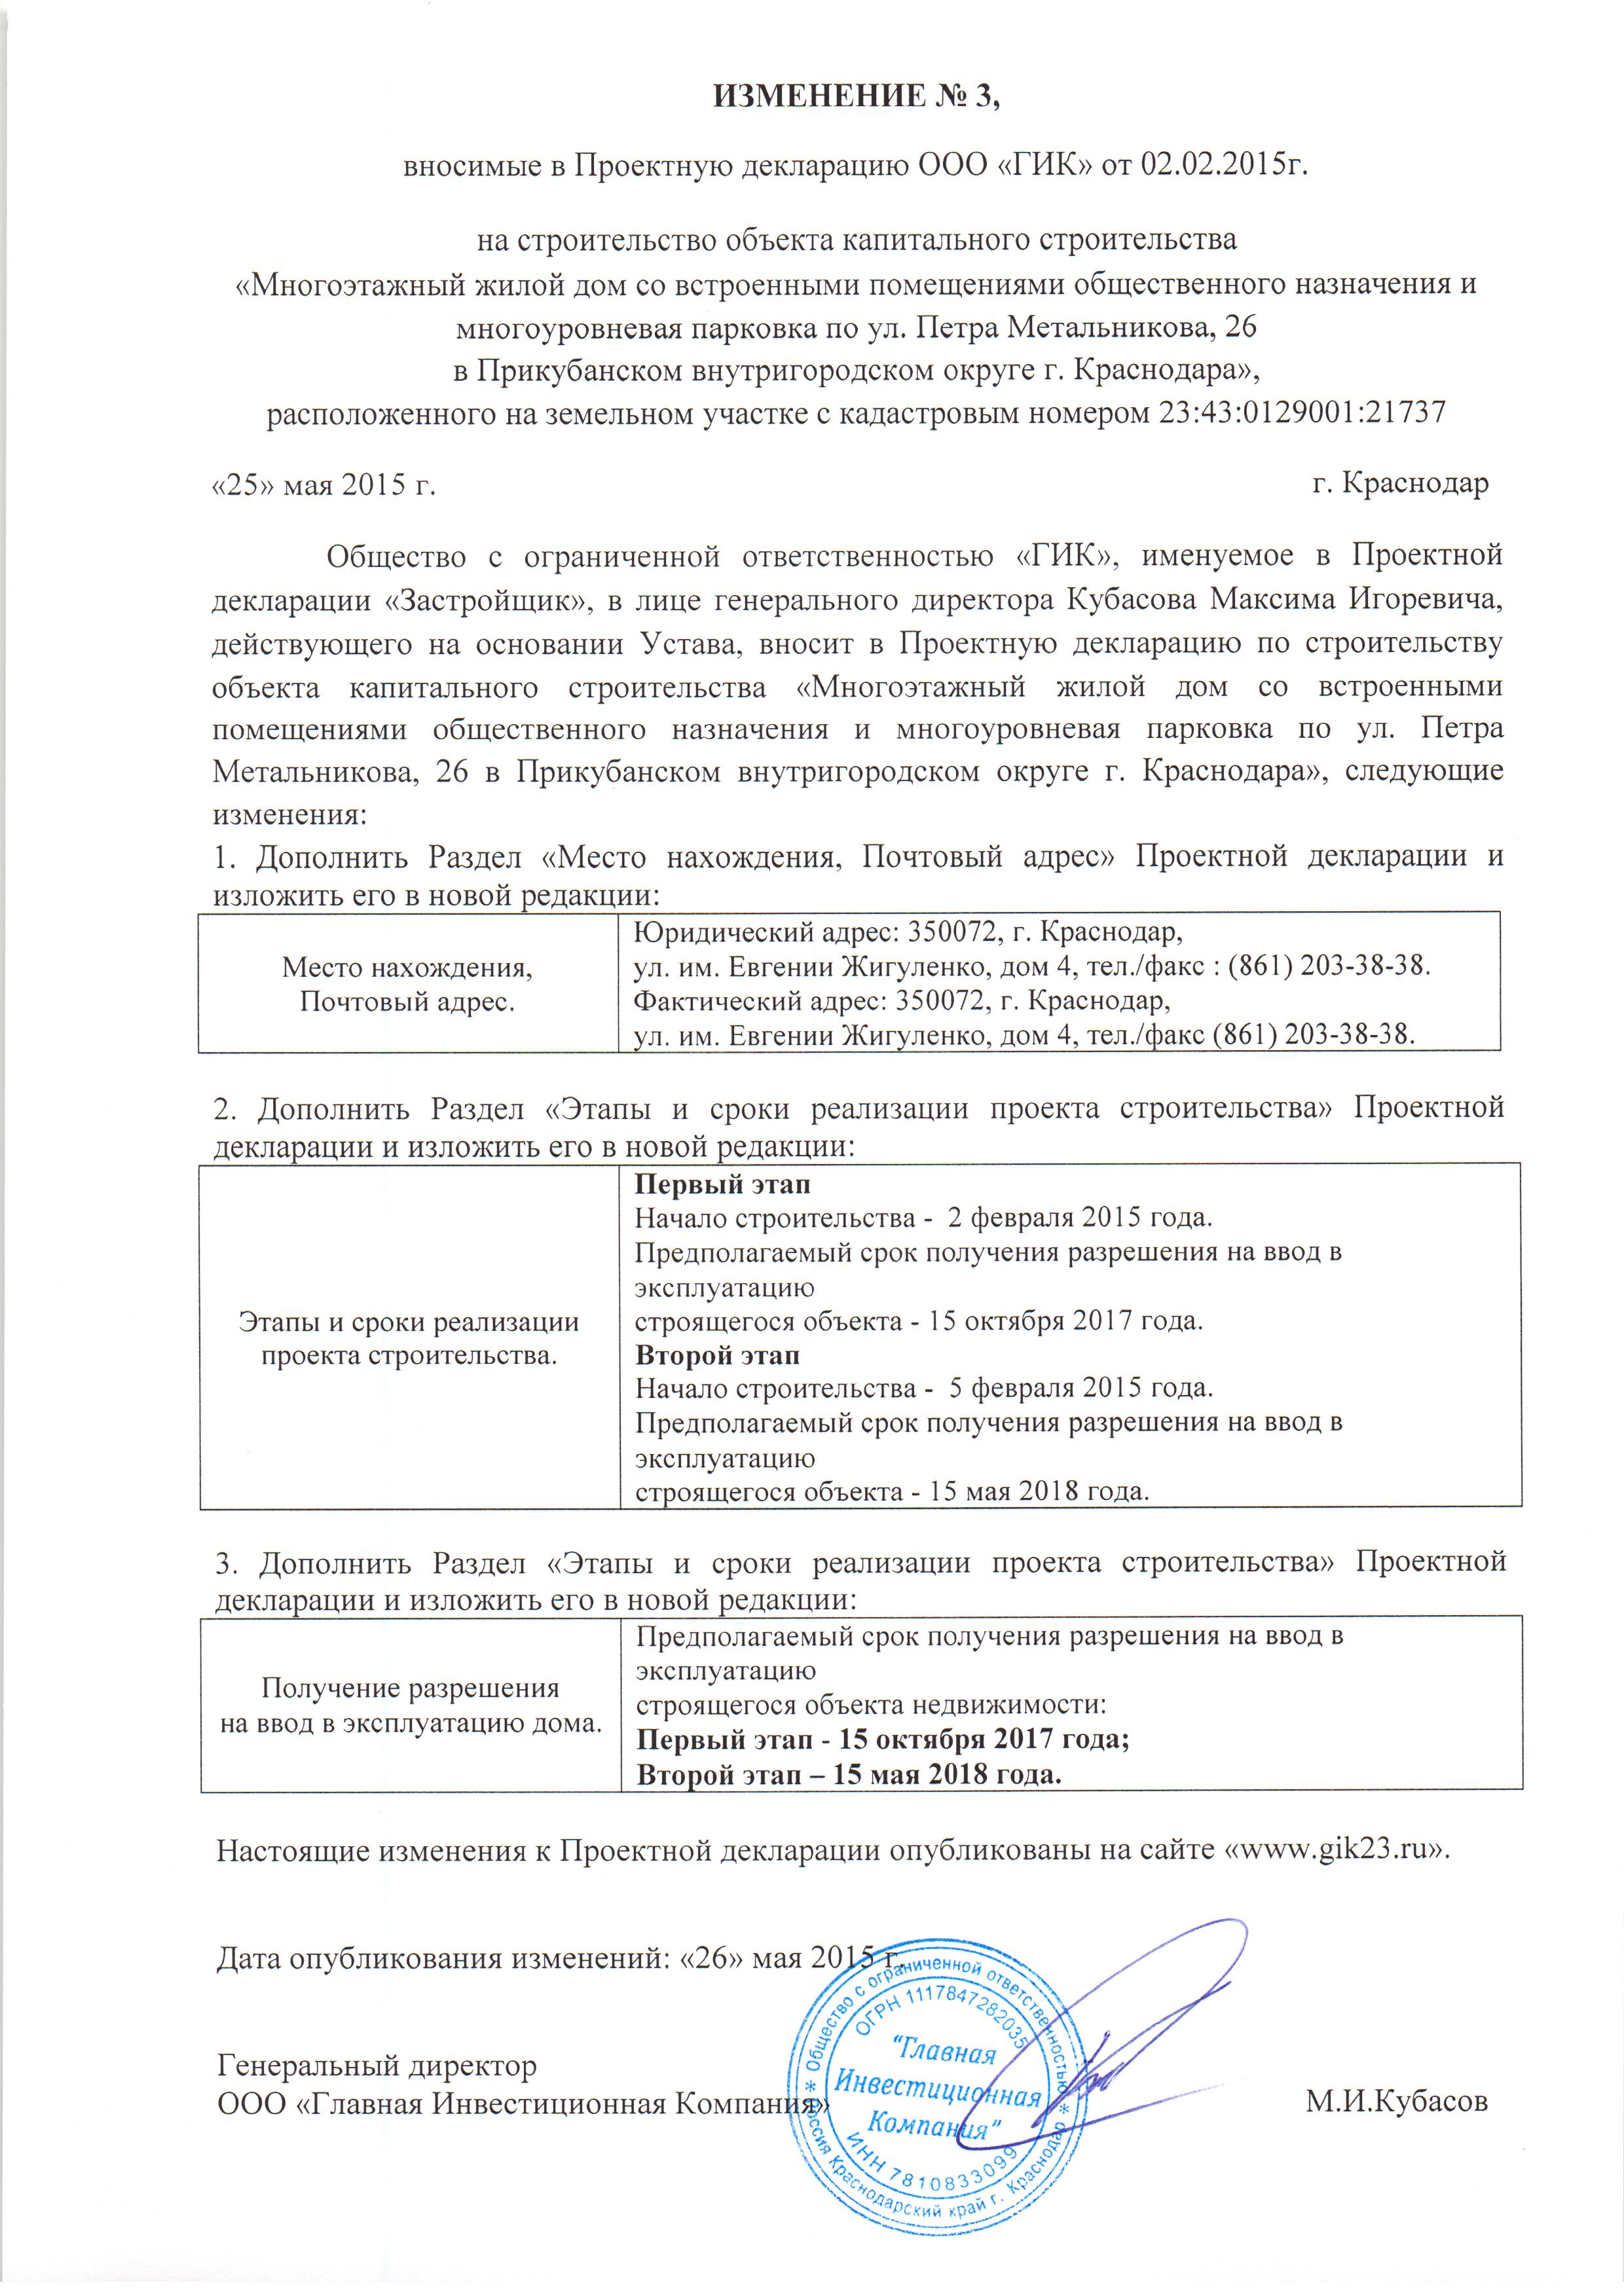 ИЗМЕНЕНИЕ № 3,
вносимые в Проектную декларацию ООО «ГИК» от 02.02.2015г.
на строительство объекта капитального строительства
«Многоэтажный жилой дом со встроенными помещениями общественного назначения и
многоуровневая парковка по ул. Петра Метальникова, 26
в Прикубанском внутригородском округе г. Краснодара»,
расположенного на земельном участке с кадастровым номером 23:43:0129001:21737
«25» мая 2015 г. г. Краснодар
Общество с ограниченной ответственностью «ГИК», именуемое в Проектной
декларации «Застройщик», в лице генерального директора Кубасова Максима Игоревича,
действующего на основании Устава, вносит в Проектную декларацию по строительству
объекта капитального строительства «Многоэтажный жилой дом со встроенными
помещениями общественного назначения и многоуровневая парковка по ул. Петра
Метальникова, 26 в Прикубанском внутригородском округе г. Краснодара», следующие
изменения:
1. Дополнить Раздел «Место нахождения, Почтовый адрес» Проектной декларации и
изложить его в новой редакции:
Место нахождения,
Почтовый адрес.
Юридический адрес: 350072, г. Краснодар,
ул. им. Евгении Жигуленко, дом 4, тел./факс : (861) 203-38-38.
Фактический адрес: 350072, г. Краснодар,
ул. им. Евгении Жигуленко, дом 4, тел./факс (861) 203-38-38.
2. Дополнить Раздел «Этапы и сроки реализации проекта строительства» Проектной
декларации и изложить его в новой редакции:
Этапы и сроки реализации
проекта строительства.
Первый этап
Начало строительства - 2 февраля 2015 года.
Предполагаемый срок получения разрешения на ввод в
эксплуатацию
строящегося объекта - 15 октября 2017 года.
Второй этап
Начало строительства - 5 февраля 2015 года.
Предполагаемый срок получения разрешения на ввод в
эксплуатацию
строящегося объекта - 15 мая 2018 года.
3. Дополнить Раздел «Этапы и сроки реализации проекта строительства» Проектной
декларации и изложить его в новой редакции:
Получение разрешения
на ввод в эксплуатацию дома.
Предполагаемый срок получения разрешения на ввод в
эксплуатацию
строящегося объекта недвижимости:
Первый этап - 15 октября 2017 года;
Второй этап – 15 мая 2018 года.
Настоящие изменения к Проектной декларации опубликованы на сайте «www.gik23.ru».
Дата опубликования изменений: «26» мая 2015 г.
Генеральный директор
ООО «Главная Инвестиционная Компания» М.И.Кубасов
Общество с ограниченной ответственностью
ОГРН 1117847282035
“Главная
Инвестиционная
Компания”
ИНН 7810833099
Россия Краснодарский край г. Краснодар